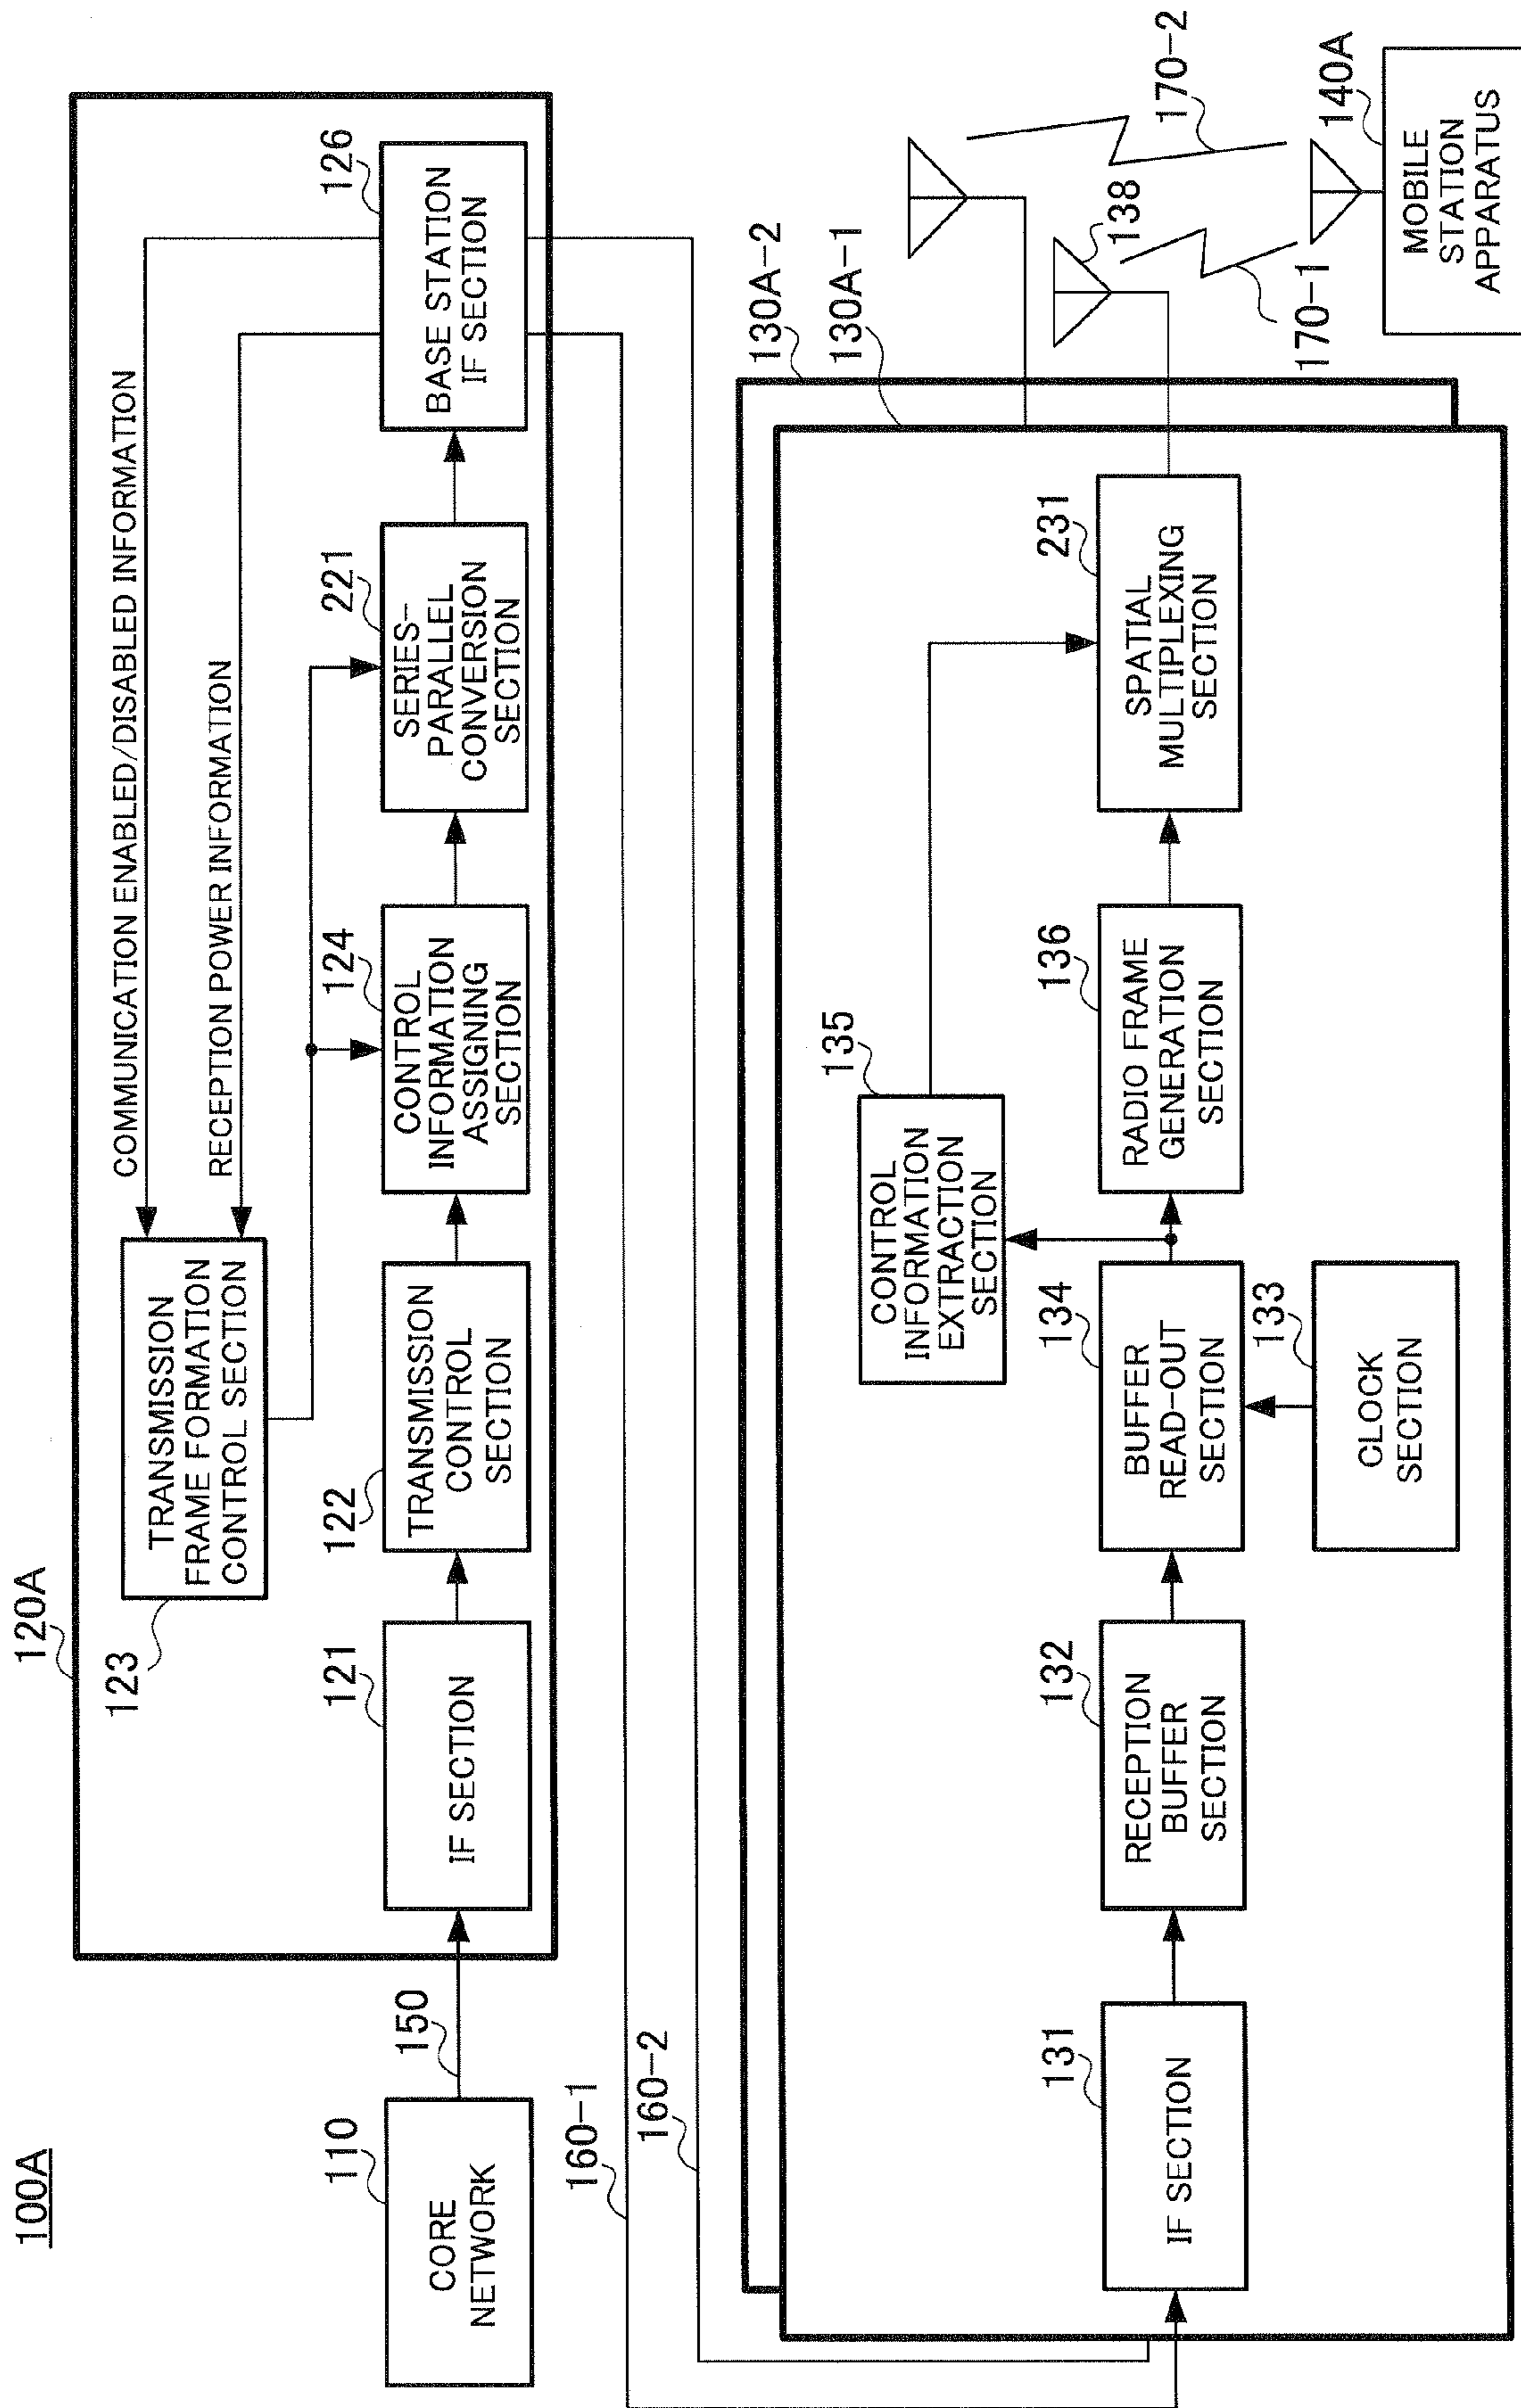 100A
120A
COMMUNICATION ENABLED/DISABLED INFORMATION
RECEPTION POWER INFORMATION
123
TRANSMISSION
FRAME FORMATION
CONTROL SECTION
110
CORE
NETWORK
150
121
IF SECTION
122
TRANSMISSION
CONTROL
SECTION
124
CONTROL
INFORMATION
ASSIGNING
SECTION
221
SERIES-
PARALLEL
CONVERSION
SECTION
126
BASE STATION
IF SECTION
160-1
160-2
130A-2
130A-1
131
IF SECTION
132
RECEPTION
BUFFER
SECTION
134
BUFFER
READ-OUT
SECTION
133
CLOCK
SECTION
135
CONTROL
INFORMATION
EXTRACTION
SECTION
136
RADIO FRAME
GENERATION
SECTION
231
SPATIAL
MULTIPLEXING
SECTION
138
170-2
170-1
140A
MOBILE
STATION
APPARATUS